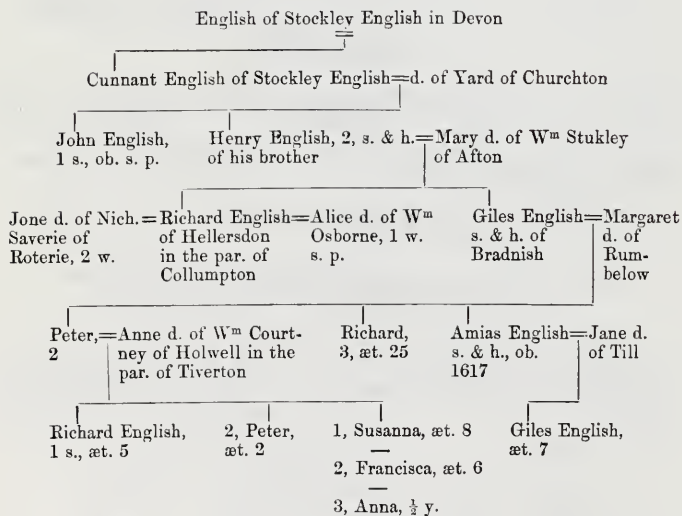 English of Stockley English in Devon
Cunnant English of Stockley English=d. of Yard of Churchton
John English,
1 s., ob. s. p.
Henry English, 2, s. & h.=Mary d. of Wᵐ Stukley
of his brother
of Afton
Jone d. of Nich.=Richard English=Alice d. of Wᵐ
Saverie of
Roterie, 2 w.
of Hellersdon
in the par. of
Collumpton
Osborne, 1 w.
s. p.
Giles English=Margaret
s. & h. of
Bradnish
d. of
Rum-
below
Peter,=Anne d. of Wᵐ Court-
2
ney of Holwell in the
par. of Tiverton
Richard,
3, æt. 25
Amias English=Jane d.
s. & h., ob.
1617
of Till
Richard English,
1 s., æt. 5
2, Peter,
æt. 2
1, Susanna, æt. 8
2, Francisca, æt. 6
3, Anna, ½ y.
Giles English,
æt. 7